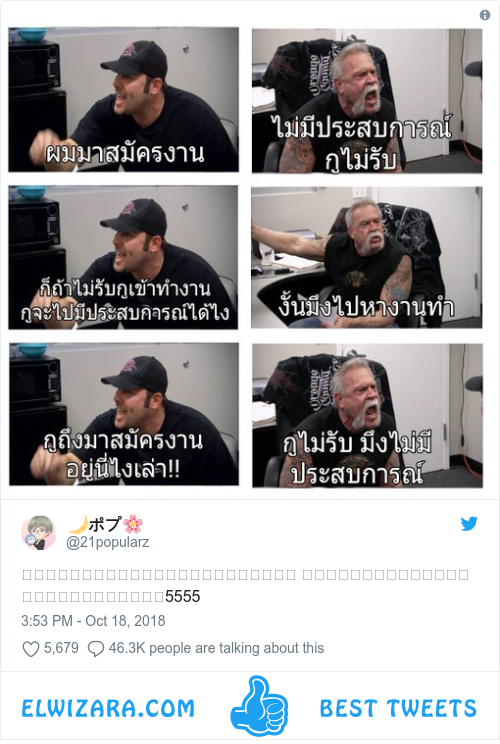 ผมมาสมัครงาน
ไม่มีประสบการณ์
กูไม่รับ
ก็ถ้าไม่รับกูเข้าทำงาน
กูจะไปมีประสบการณ์ได้ไง
งั้นมึงไปหางานทำ
กูถึงมาสมัครงาน
อยู่นี่ไงเล่า!!
กูไม่รับ มึงไม่มี
ประสบการณ์
🌙ポプ🌸
@21popularz
5555
3:53 PM - Oct 18, 2018
5,679 46.3K people are talking about this
ELWIZARA.COM BEST TWEETS